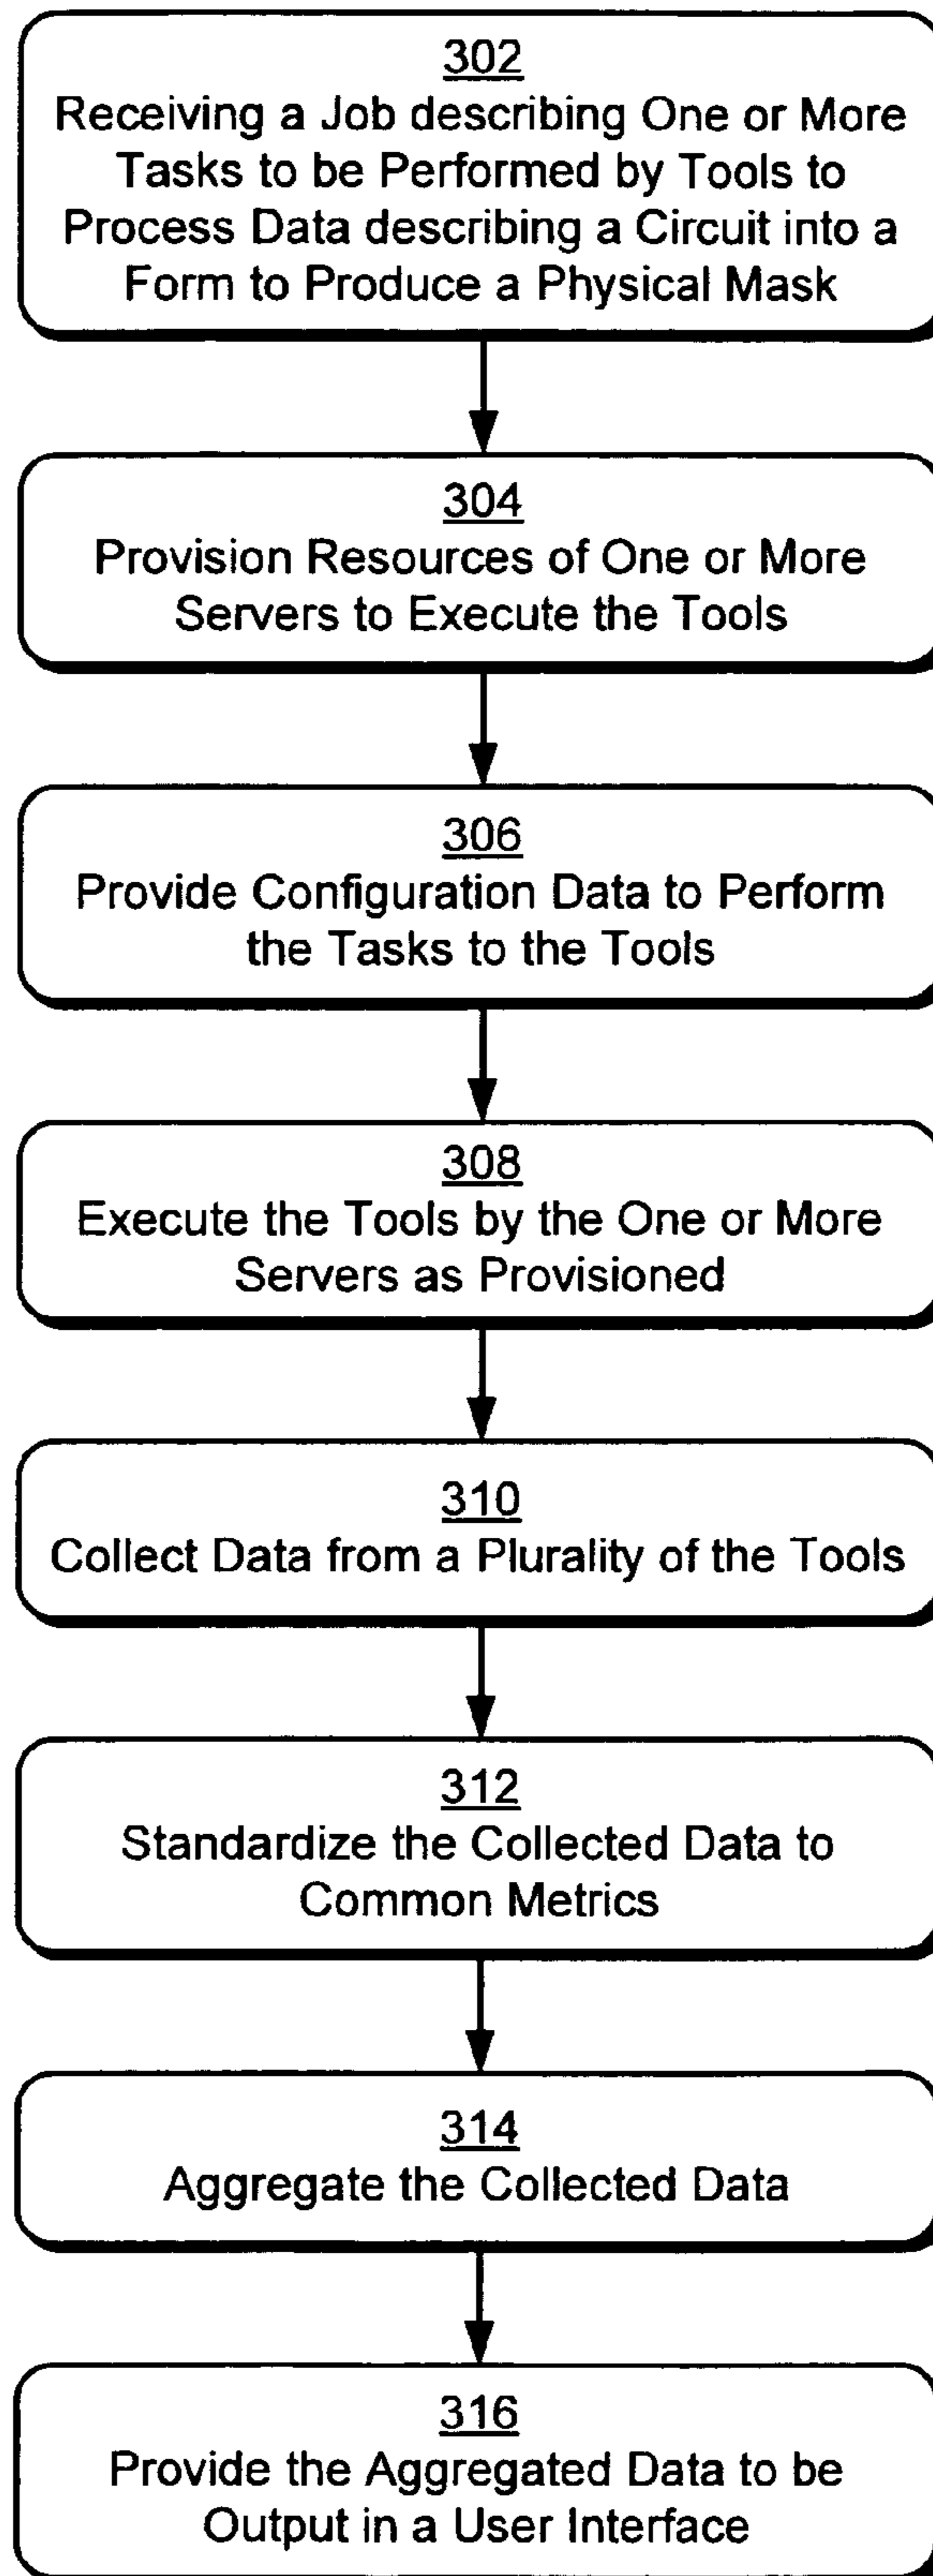 302
Receiving a Job describing One or More
Tasks to be Performed by Tools to
Process Data describing a Circuit into a
Form to Produce a Physical Mask
304
Provision Resources of One or More
Servers to Execute the Tools
306
Provide Configuration Data to Perform
the Tasks to the Tools
308
Execute the Tools by the One or More
Servers as Provisioned
310
Collect Data from a Plurality of the Tools
312
Standardize the Collected Data to
Common Metrics
314
Aggregate the Collected Data
316
Provide the Aggregated Data to be
Output in a User Interface